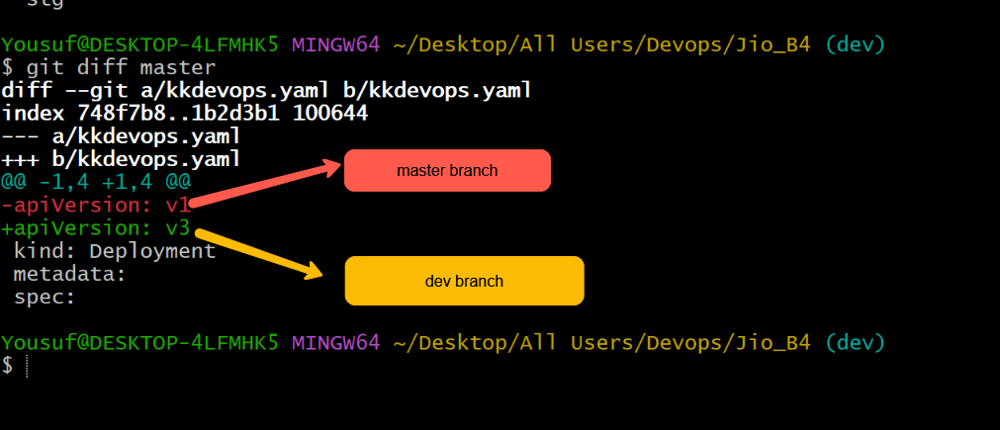 stg
Yousuf@DESKTOP-4LFMHK5 MINGW64 ~/Desktop/All Users/Devops/Jio_B4 (dev)
$ git diff master
diff --git a/kkdevops.yaml b/kkdevops.yaml
index 748f7b8..1b2d3b1 100644
--- a/kkdevops.yaml
+++ b/kkdevops.yaml
master branch
@@ -1,4 +1,4 @@
-apiVersion: v1
+apiVersion: v3
kind: Deployment
metadata:
dev branch
spec:
Yousuf@DESKTOP-4LFMHK5 MINGW64 ~/Desktop/All Users/Devops/Jio_B4 (dev)
$